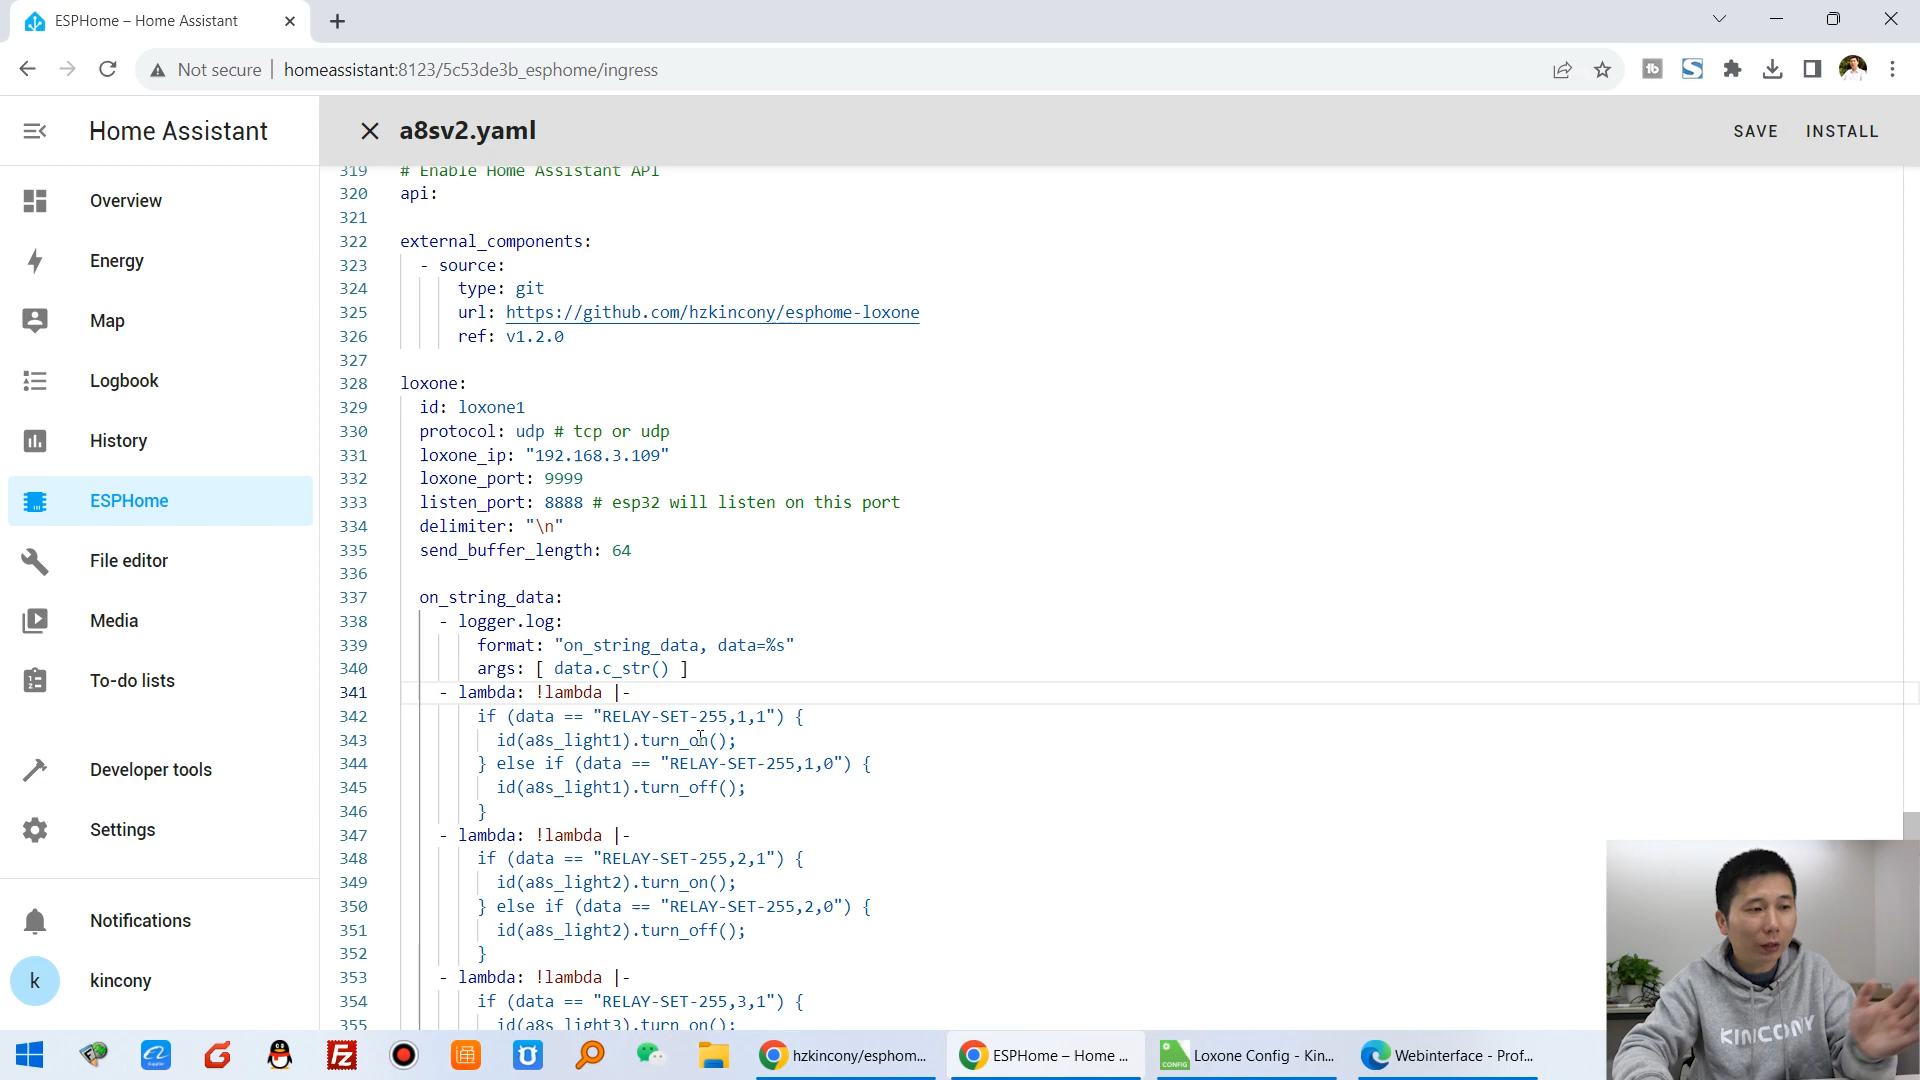 ESPHome – Home Assistant
Not secure
homeassistant:8123/5c53de3b_esphome/ingress
Home Assistant
a8sv2.yaml
SAVE
INSTALL
Overview
Energy
Map
Logbook
History
ESPHome
File editor
Media
To-do lists
Developer tools
Settings
Notifications
k
kincony
319 # Enable Home Assistant API
320 api:
321
322 external_components:
323 - source:
324 type: git
325 url: https://github.com/hzkincony/esphome-loxone
326 ref: v1.2.0
327
328 loxone:
329 id: loxone1
330 protocol: udp # tcp or udp
331 loxone_ip: "192.168.3.109"
332 loxone_port: 9999
333 listen_port: 8888 # esp32 will listen on this port
334 delimiter: "\n"
335 send_buffer_length: 64
336
337 on_string_data:
338 - logger.log:
339 format: "on_string_data, data=%s"
340 args: [ data.c_str() ]
341 - lambda: !lambda |-
342 if (data == "RELAY-SET-255,1,1") {
343 id(a8s_light1).turn_on();
344 } else if (data == "RELAY-SET-255,1,0") {
345 id(a8s_light1).turn_off();
346 }
347 - lambda: !lambda |-
348 if (data == "RELAY-SET-255,2,1") {
349 id(a8s_light2).turn_on();
350 } else if (data == "RELAY-SET-255,2,0") {
351 id(a8s_light2).turn_off();
352 }
353 - lambda: !lambda |-
354 if (data == "RELAY-SET-255,3,1") {
355 id(a8s_light3).turn_on();
KINCONY
hzkincony/esphom...
ESPHome – Home ...
CONFIG
Loxone Config - Kin...
Webinterface - Prof...